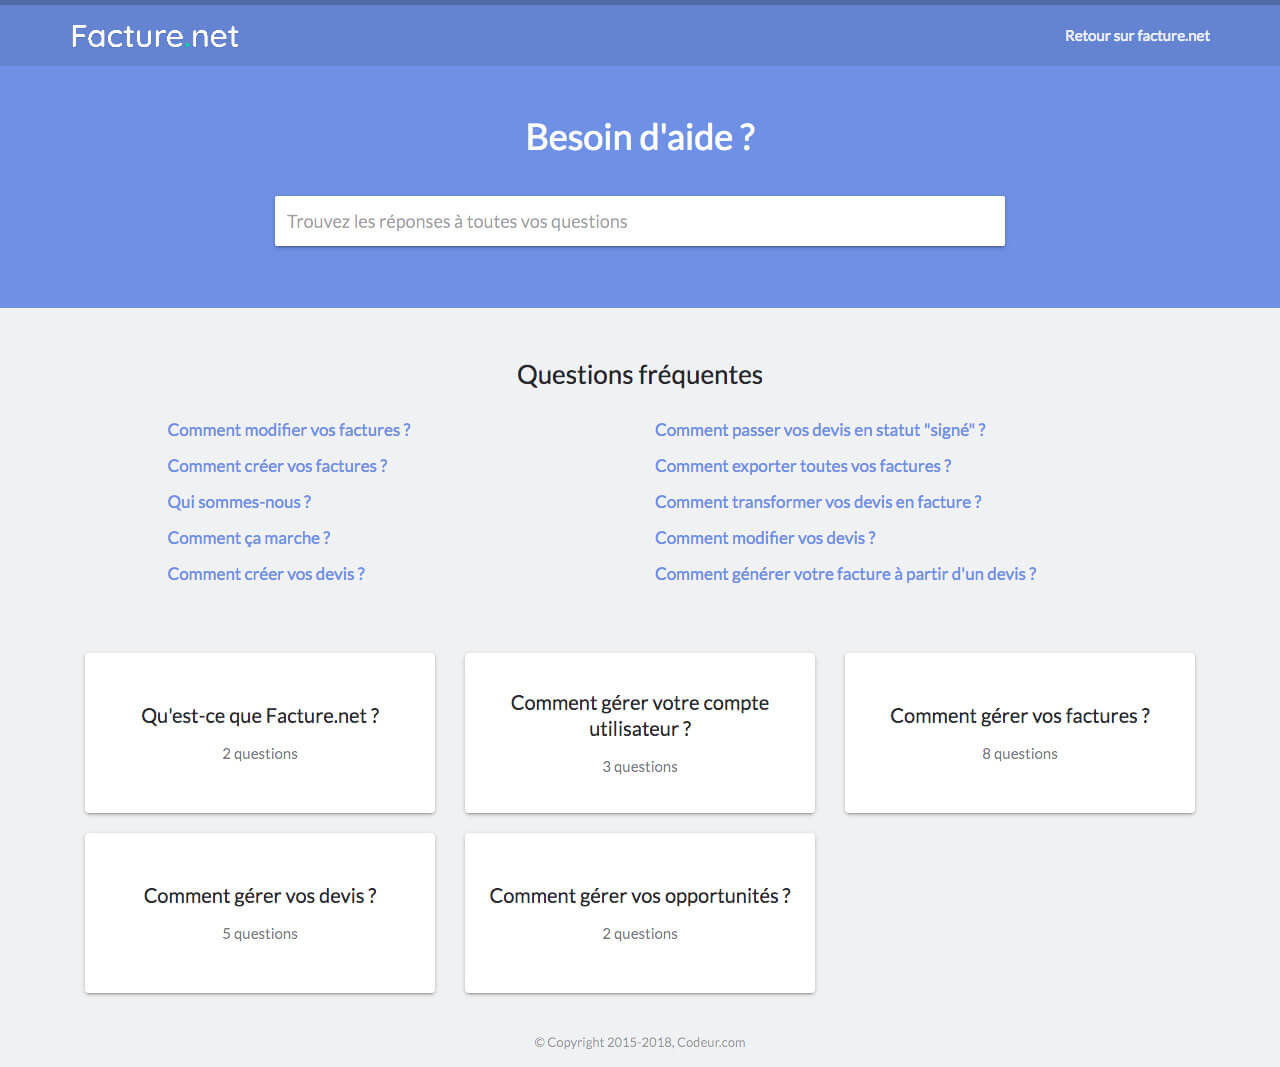 Facture.net
Retour sur facture.net
Besoin d'aide ?
Trouvez les réponses à toutes vos questions
Questions fréquentes
Comment modifier vos factures ?
Comment créer vos factures ?
Qui sommes-nous ?
Comment ça marche ?
Comment créer vos devis ?
Comment passer vos devis en statut "signé" ?
Comment exporter toutes vos factures ?
Comment transformer vos devis en facture ?
Comment modifier vos devis ?
Comment générer votre facture à partir d'un devis ?
Qu'est-ce que Facture.net ?
2 questions
Comment gérer votre compte
utilisateur ?
3 questions
Comment gérer vos factures ?
8 questions
Comment gérer vos devis ?
5 questions
Comment gérer vos opportunités ?
2 questions
© Copyright 2015-2018, Codeur.com